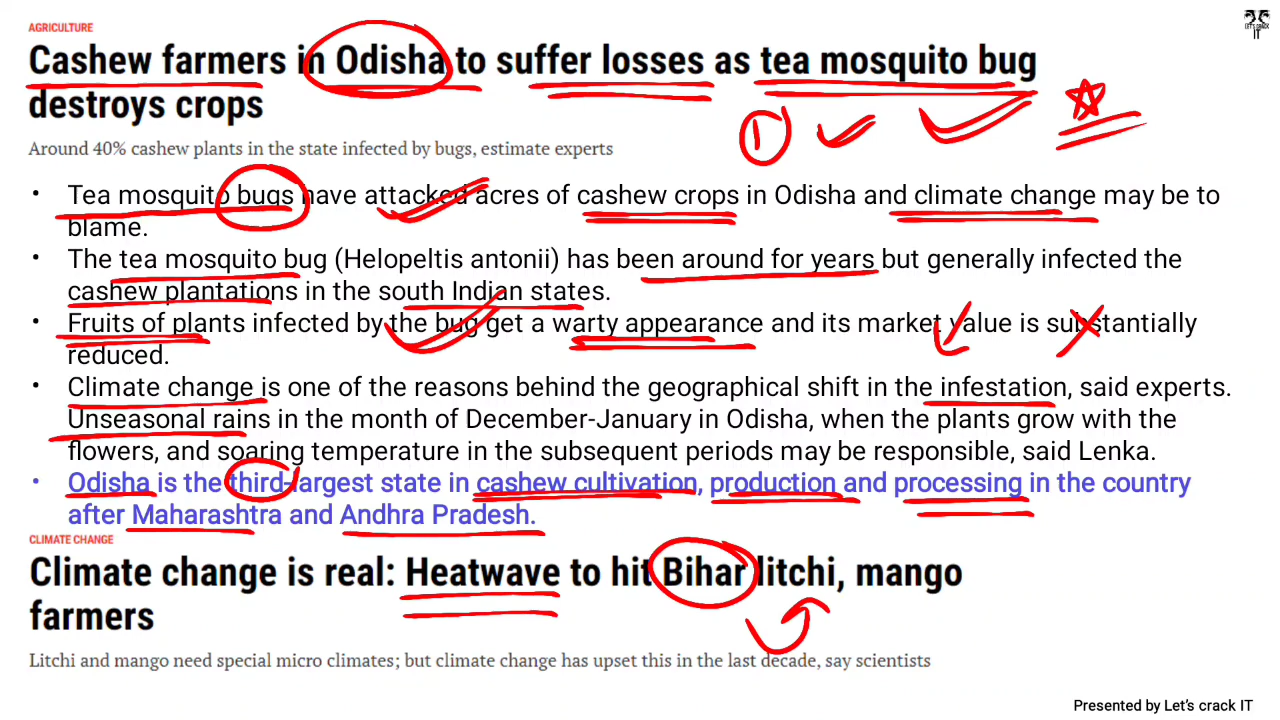 AGRICULTURE
Cashew farmers in Odisha to suffer losses as tea mosquito bug
destroys crops
Around 40% cashew plants in the state infected by bugs, estimate experts
1
• Tea mosquito bugs have attacked acres of cashew crops in Odisha and climate change may be to
blame.
• The tea mosquito bug (Helopeltis antonii) has been around for years but generally infected the
cashew plantations in the south Indian states.
• Fruits of plants infected by the bug get a warty appearance and its market value is substantially
reduced.
• Climate change is one of the reasons behind the geographical shift in the infestation, said experts.
Unseasonal rains in the month of December-January in Odisha, when the plants grow with the
flowers, and soaring temperature in the subsequent periods may be responsible, said Lenka.
• Odisha is the third-largest state in cashew cultivation, production and processing in the country
after Maharashtra and Andhra Pradesh.
CLIMATE CHANGE
Climate change is real: Heatwave to hit Bihar litchi, mango
farmers
Litchi and mango need special micro climates; but climate change has upset this in the last decade, say scientists
Presented by Let's crack IT
LET'S CRACK
IT